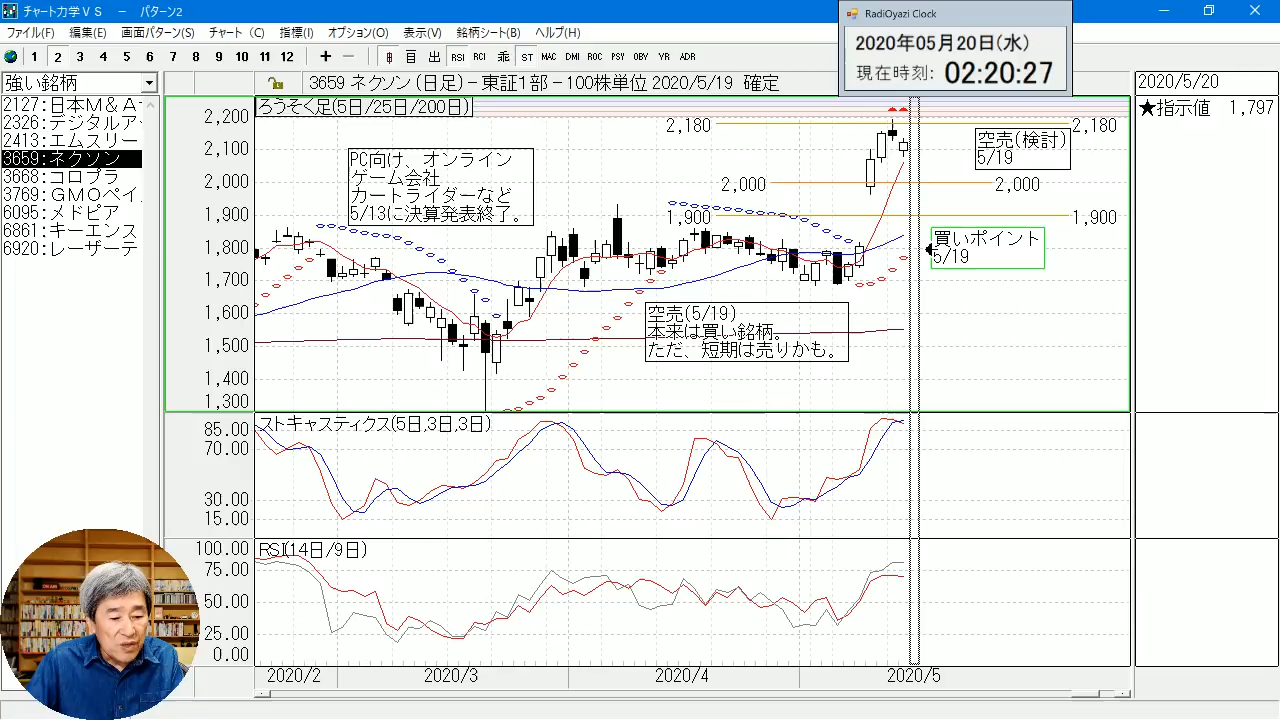 チャート力学ＶＳ － パターン2
RadiOyazi Clock
2020年05月20日(水)
現在時刻: 02:20:27
ファイル(F) 編集(E) 画面パターン(S) チャート (C) 指標(I) オプション(O) 表示(V) 銘柄シート(B) ヘルプ(H)
1 2 3 4 5 6 7 8 9 10 11 12 + − 日 出 RSI RCI 乖 ST MAC DMI ROC PSY OBV YR ADR
強い銘柄
3659 ネクソン (日足)－東証1部－100株単位 2020/5/19 確定
2020/5/20
★指示値 1,797
2127:日本Ｍ＆Ａ
2326:デジタルア
2413:エムスリー
3659:ネクソン
3668:コロプラ
3769:ＧＭＯペイ
6095:メドピア
6861:キーエンス
6920:レーザーテ
ろうそく足(5日/25日/200日)
2,200
2,100
2,000
1,900
1,800
1,700
1,600
1,500
1,400
1,300
2,180
2,180
2,000
2,000
1,900
1,900
PC向け、オンライン
ゲーム会社
カートライダーなど
5/13に決算発表終了。
空売(検討)
5/19
買いポイント
5/19
空売(5/19)
本来は買い銘柄。
ただ、短期は売りかも。
ストキャスティクス(5日,3日,3日)
85.00
70.00
30.00
15.00
RSI(14日/9日)
100.00
75.00
50.00
25.00
0.00
2020/2
2020/3
2020/4
2020/5